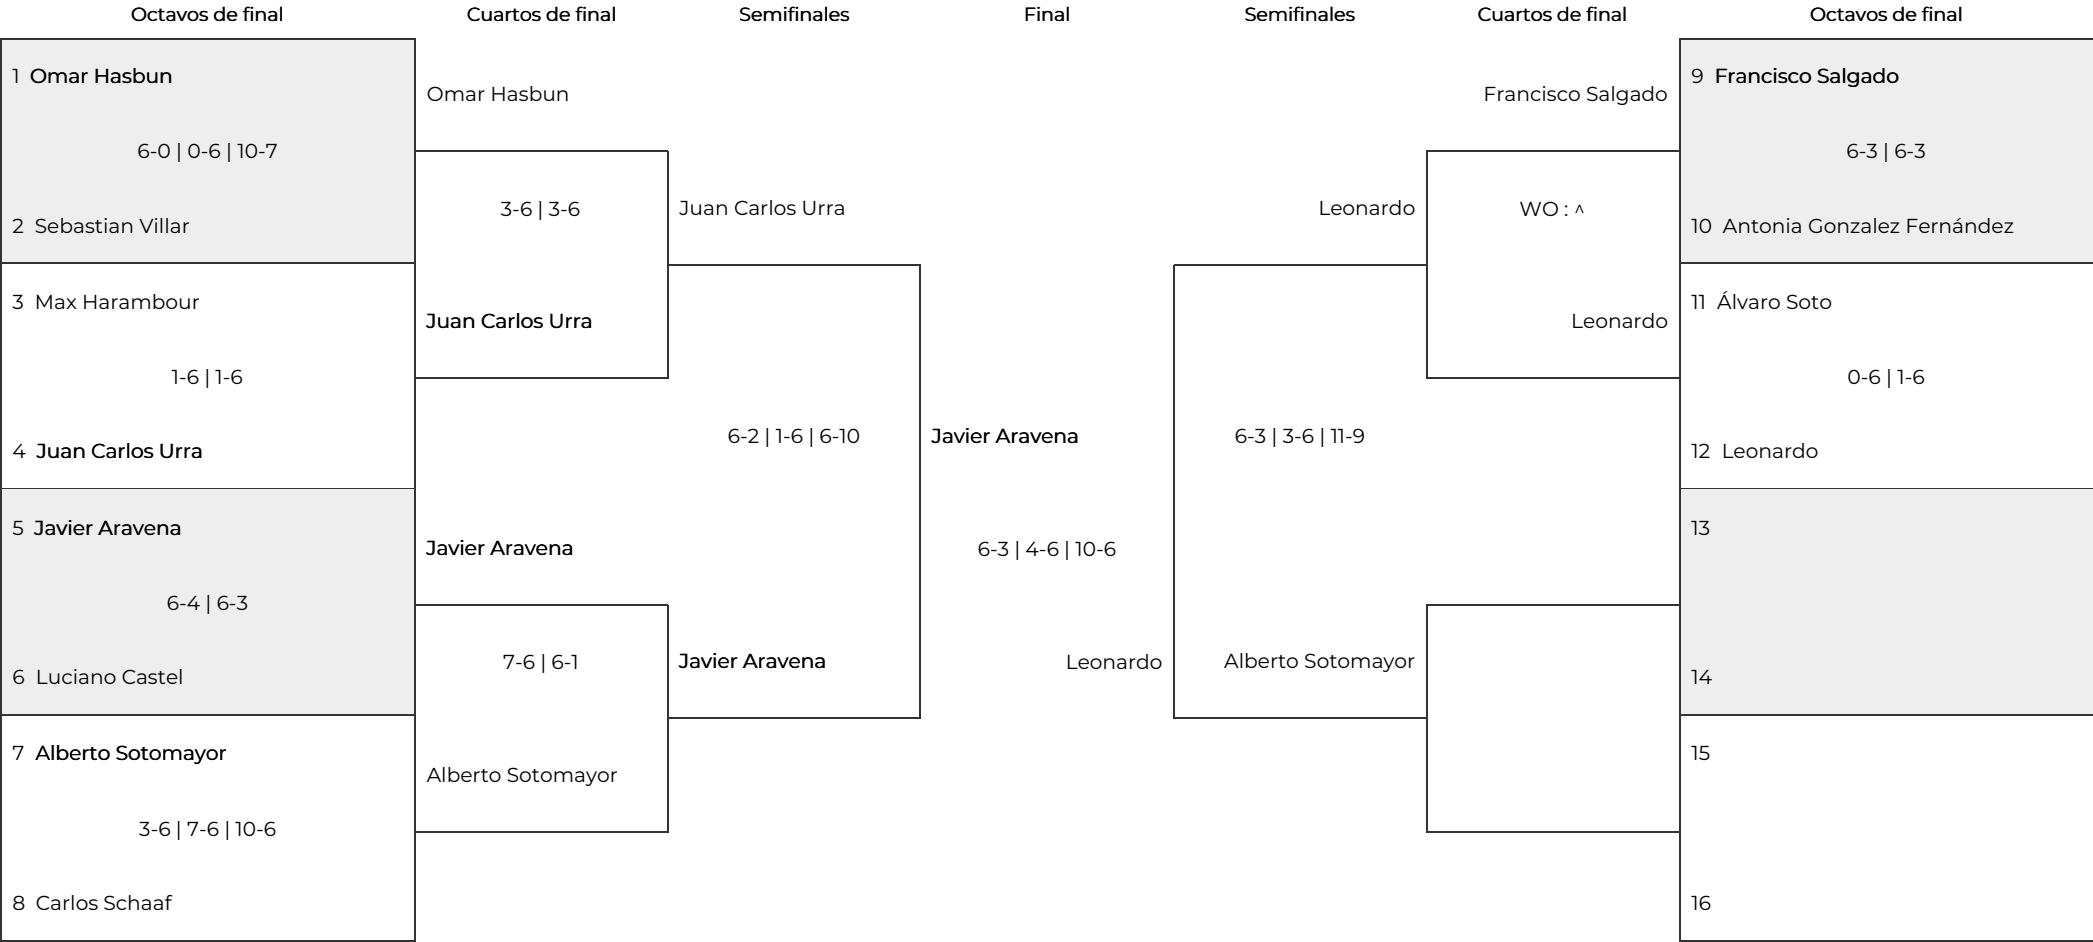 Octavos de final
Cuartos de final
Semifinales
Final
Semifinales
Cuartos de final
Octavos de final
1 Omar Hasbun
6-0 | 0-6 | 10-7
2 Sebastian Villar
3 Max Harambour
1-6 | 1-6
4 Juan Carlos Urra
5 Javier Aravena
6-4 | 6-3
6 Luciano Castel
7 Alberto Sotomayor
3-6 | 7-6 | 10-6
8 Carlos Schaaf
Omar Hasbun
3-6 | 3-6
Juan Carlos Urra
Javier Aravena
7-6 | 6-1
Alberto Sotomayor
Juan Carlos Urra
6-2 | 1-6 | 6-10
Javier Aravena
Javier Aravena
6-3 | 4-6 | 10-6
Leonardo
Leonardo
6-3 | 3-6 | 11-9
Alberto Sotomayor
Francisco Salgado
WO : ^
Leonardo
9 Francisco Salgado
6-3 | 6-3
10 Antonia Gonzalez Fernández
11 Álvaro Soto
0-6 | 1-6
12 Leonardo
13
14
15
16